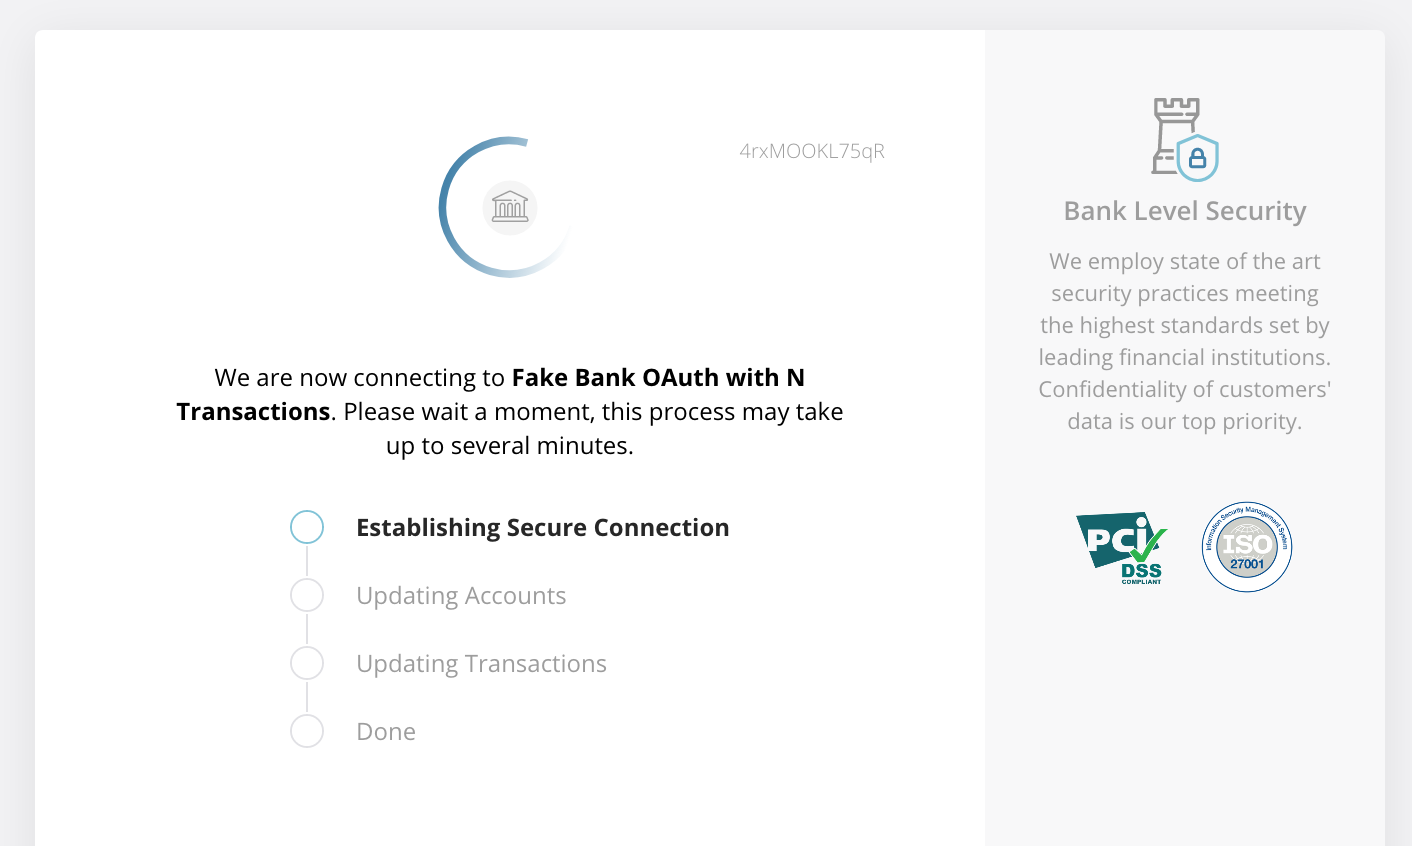 4rxMOOKL75qR
We are now connecting to Fake Bank OAuth with N
Transactions. Please wait a moment, this process may take
up to several minutes.
Establishing Secure Connection
Updating Accounts
Updating Transactions
Done
Bank Level Security
We employ state of the art
security practices meeting
the highest standards set by
leading financial institutions.
Confidentiality of customers'
data is our top priority.
PCi
DSS
COMPLIANT
Information Security Management System
ISO
27001